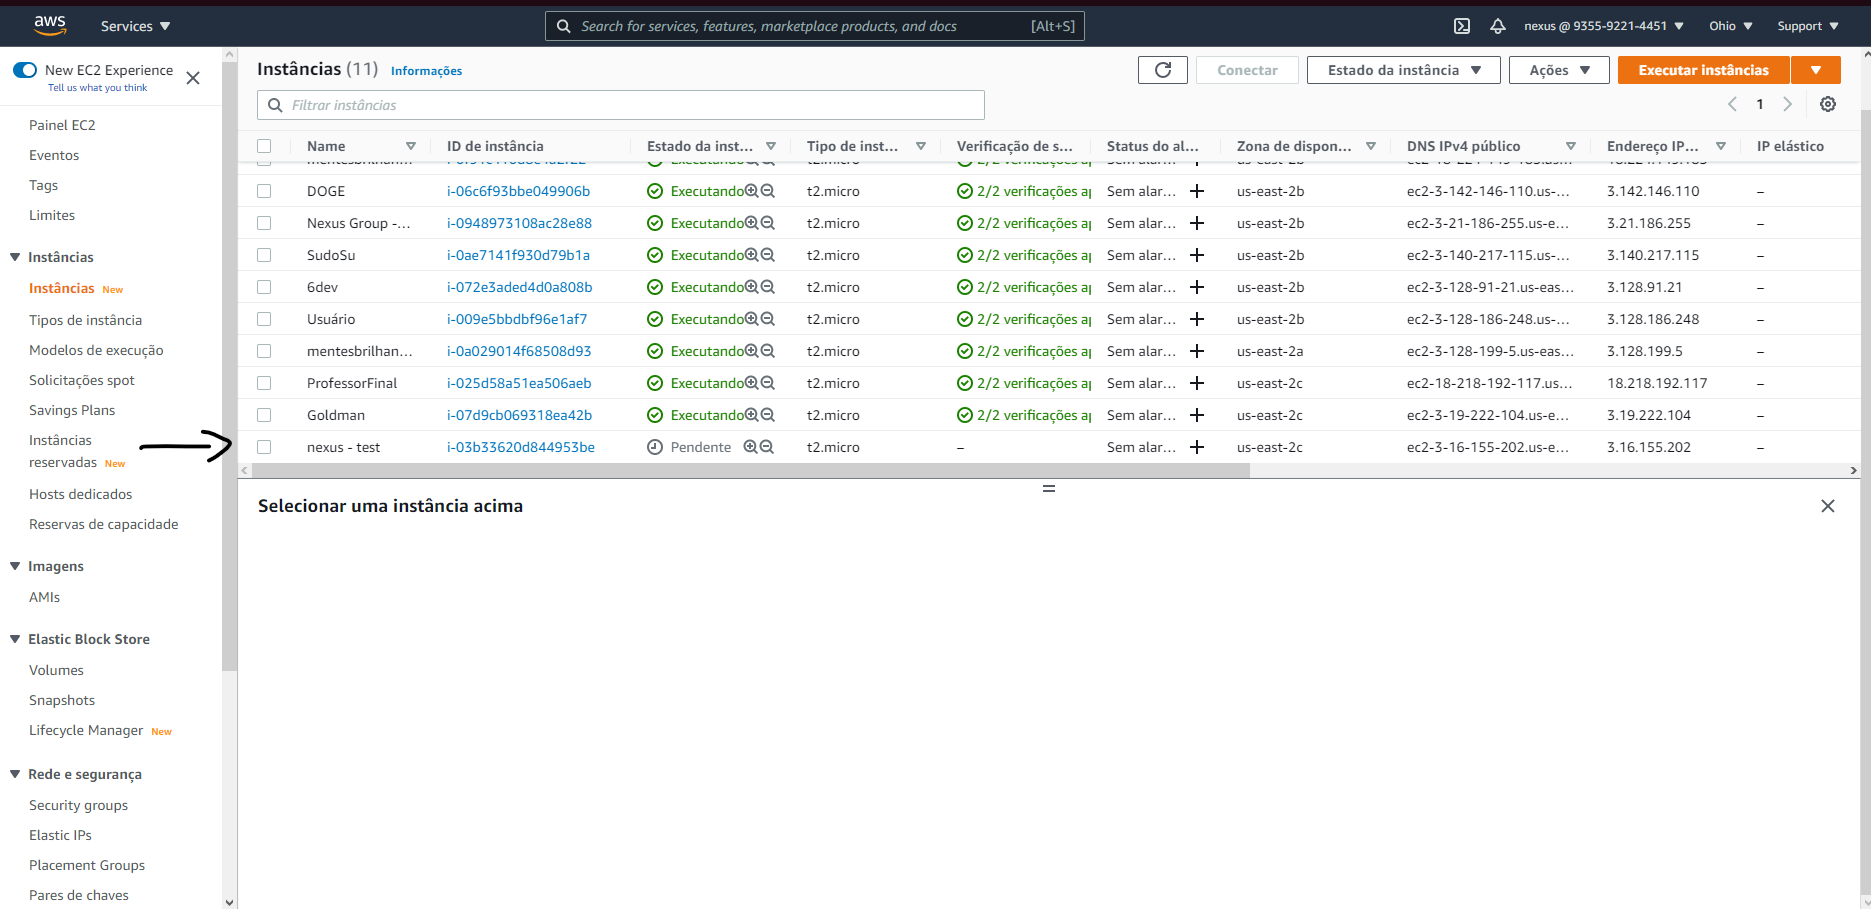 aws Services Search for services, features, marketplace products, and docs [Alt+S] nexus @ 9355-9221-4451 Ohio Support
New EC2 Experience
Tell us what you think
Painel EC2
Eventos
Tags
Limites
Instâncias
Instâncias New
Tipos de instância
Modelos de execução
Solicitações spot
Savings Plans
Instâncias
reservadas New
Hosts dedicados
Reservas de capacidade
Imagens
AMIs
Elastic Block Store
Volumes
Snapshots
Lifecycle Manager New
Rede e segurança
Security groups
Elastic IPs
Placement Groups
Pares de chaves
Instâncias (11) Informações Conectar Estado da instância Ações Executar instâncias
Filtrar instâncias 1
Name ID de instância Estado da inst... Tipo de inst... Verificação de s... Status do al... Zona de dispon... DNS IPv4 público Endereço IP... IP elástico
DOGE i-06c6f93bbe049906b Executando t2.micro 2/2 verificações Sem alar... us-east-2b ec2-3-142-146-110.us-... 3.142.146.110 –
Nexus Group -... i-0948973108ac28e88 Executando t2.micro 2/2 verificações Sem alar... us-east-2b ec2-3-21-186-255.us-e... 3.21.186.255 –
SudoSu i-0ae7141f930d79b1a Executando t2.micro 2/2 verificações Sem alar... us-east-2b ec2-3-140-217-115.us-... 3.140.217.115 –
6dev i-072e3aded4d0a808b Executando t2.micro 2/2 verificações Sem alar... us-east-2b ec2-3-128-91-21.us-eas... 3.128.91.21 –
Usuário i-009e5bbdbf96e1af7 Executando t2.micro 2/2 verificações Sem alar... us-east-2b ec2-3-128-186-248.us-... 3.128.186.248 –
mentesbrilhan... i-0a029014f68508d93 Executando t2.micro 2/2 verificações Sem alar... us-east-2a ec2-3-128-199-5.us-eas... 3.128.199.5 –
ProfessorFinal i-025d58a51ea506aeb Executando t2.micro 2/2 verificações Sem alar... us-east-2c ec2-18-218-192-117.us... 18.218.192.117 –
Goldman i-07d9cb069318ea42b Executando t2.micro 2/2 verificações Sem alar... us-east-2c ec2-3-19-222-104.us-e... 3.19.222.104 –
nexus - test i-03b33620d844953be Pendente t2.micro – Sem alar... us-east-2c ec2-3-16-155-202.us-e... 3.16.155.202 –
Selecionar uma instância acima